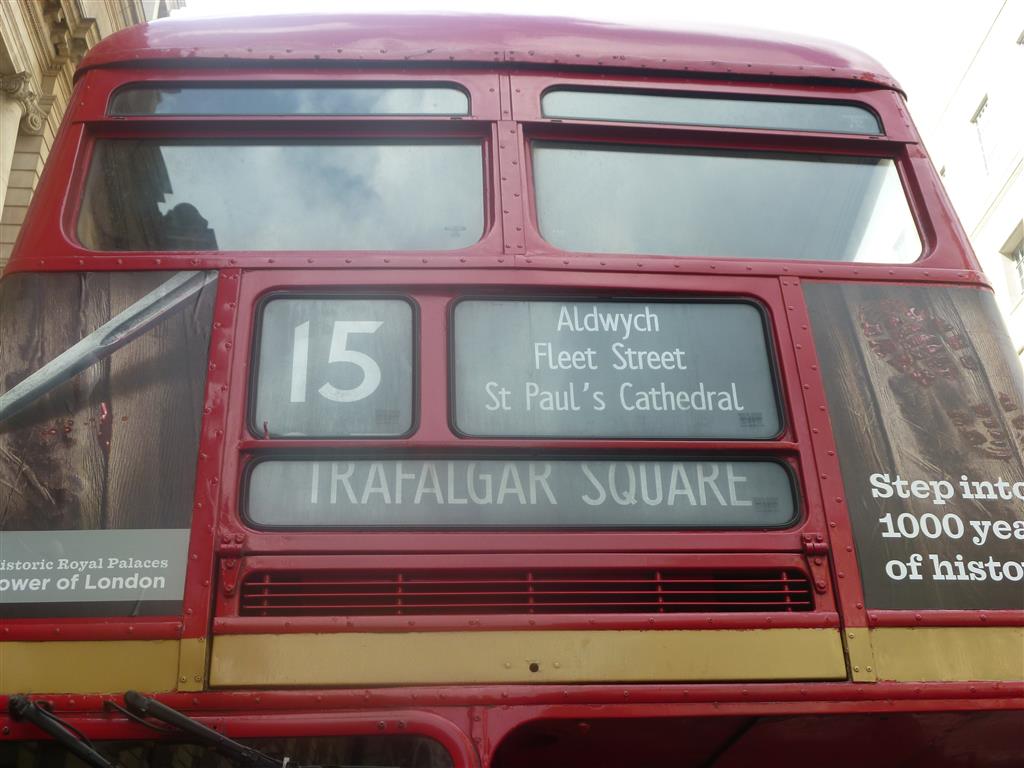 15
Aldwych
Fleet Street
St Paul's Cathedral
TRAFALGAR SQUARE
istoric Royal Palaces
ower of London
Step into
1000 yea
of histo